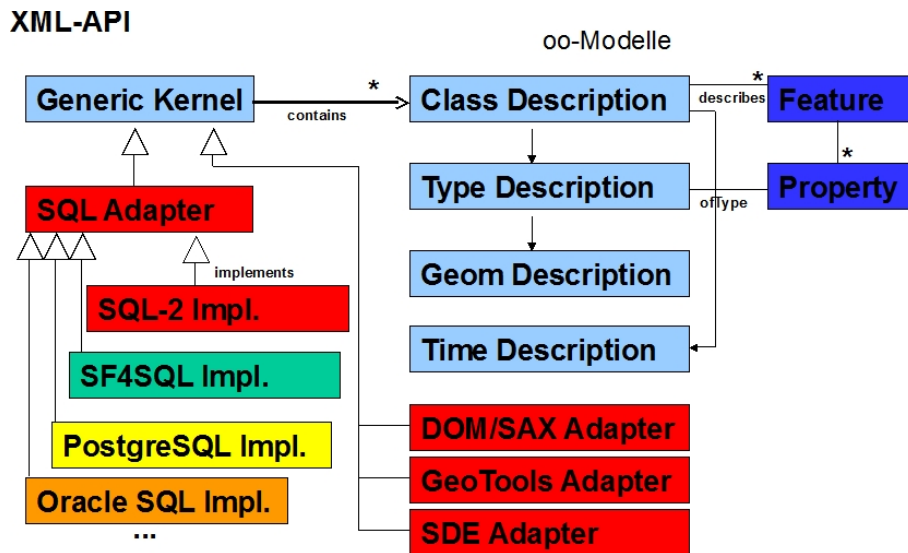 XML-API
oo-Modelle
Generic Kernel
*
contains
Class Description
*
describes
Feature
*
Type Description
ofType
Property
SQL Adapter
implements
Geom Description
SQL-2 Impl.
Time Description
SF4SQL Impl.
DOM/SAX Adapter
PostgreSQL Impl.
GeoTools Adapter
Oracle SQL Impl.
SDE Adapter
...